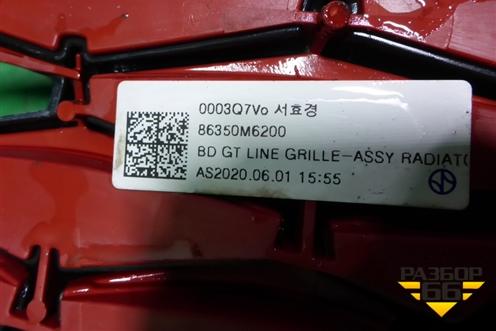 0003Q7Vo 서효경
86350M6200
BD GT LINE GRILLE-ASSY RADIAT
AS2020.06.01 15:55
РАЗБОР
66